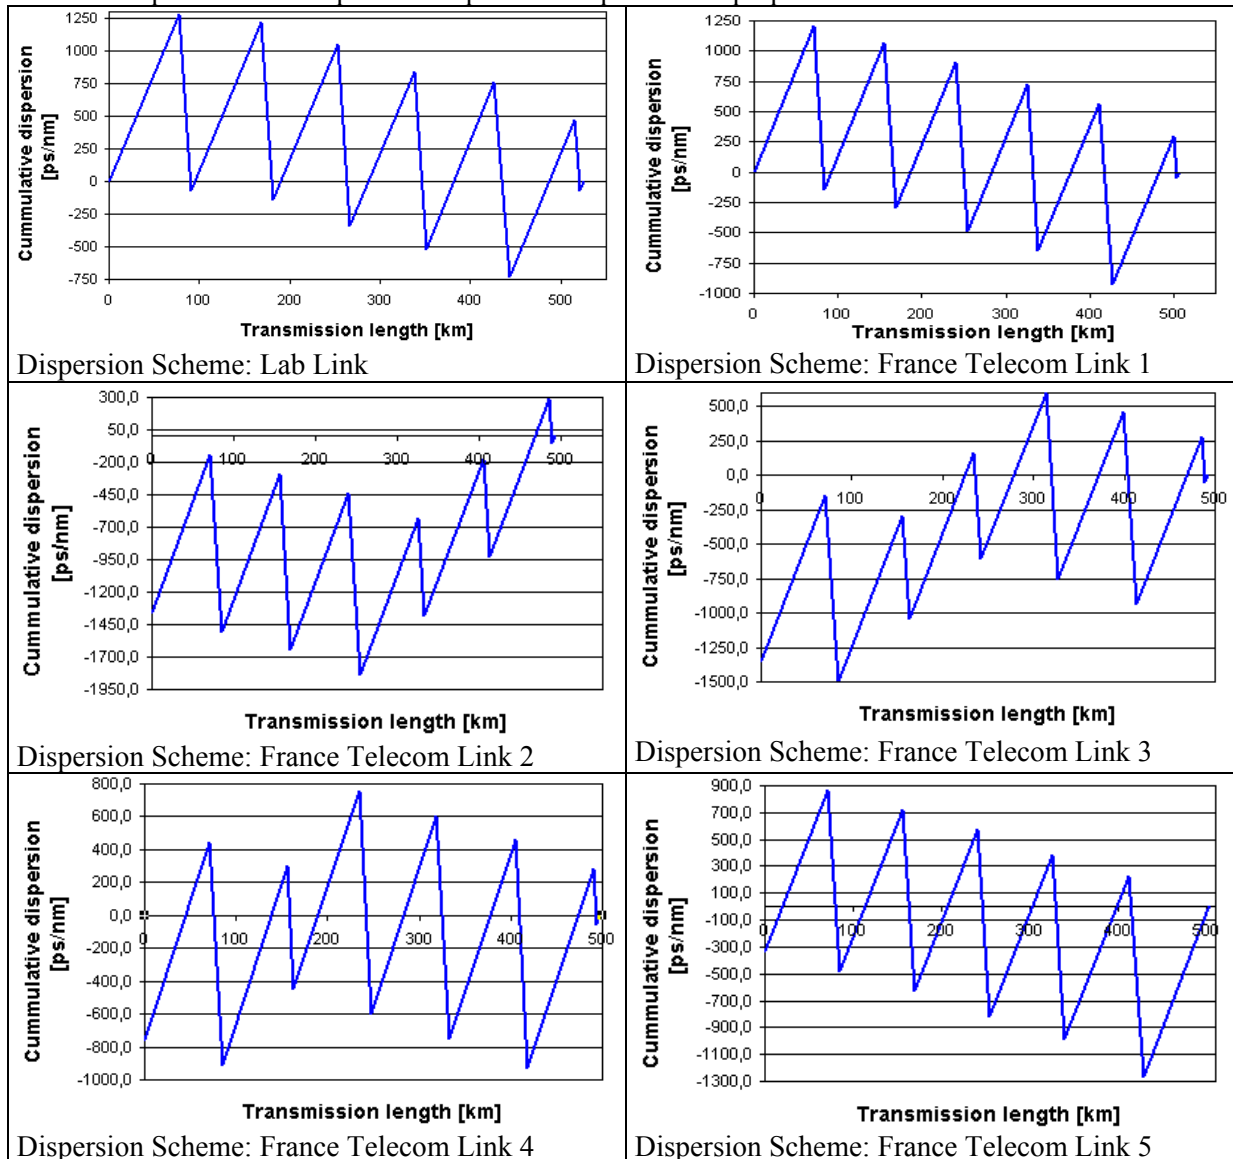 1250
1000
750
500
250
0
-250
-500
-750
Cummulative dispersion
[ps/nm]
0 100 200 300 400 500
Transmission length [km]
Dispersion Scheme: Lab Link
1250
1000
750
500
250
0
-250
-500
-750
-1000
Cummulative dispersion
[ps/nm]
0 100 200 300 400 500
Transmission length [km]
Dispersion Scheme: France Telecom Link 1
300,0
50,0
-200,0
-450,0
-700,0
-950,0
-1200,0
-1450,0
-1700,0
-1950,0
Cummulative dispersion
[ps/nm]
0 100 200 300 400 500
Transmission length [km]
Dispersion Scheme: France Telecom Link 2
500,0
250,0
0,0
-250,0
-500,0
-750,0
-1000,0
-1250,0
-1500,0
Cummulative dispersion
[ps/nm]
0 100 200 300 400 500
Transmission length [km]
Dispersion Scheme: France Telecom Link 3
800,0
600,0
400,0
200,0
0,0
-200,0
-400,0
-600,0
-800,0
-1000,0
Cummulative dispersion
[ps/nm]
0 100 200 300 400 500
Transmission length [km]
Dispersion Scheme: France Telecom Link 4
900,0
700,0
500,0
300,0
100,0
-100,0
-300,0
-500,0
-700,0
-900,0
-1100,0
-1300,0
Cummulative dispersion
[ps/nm]
0 100 200 300 400 500
Transmission length [km]
Dispersion Scheme: France Telecom Link 5